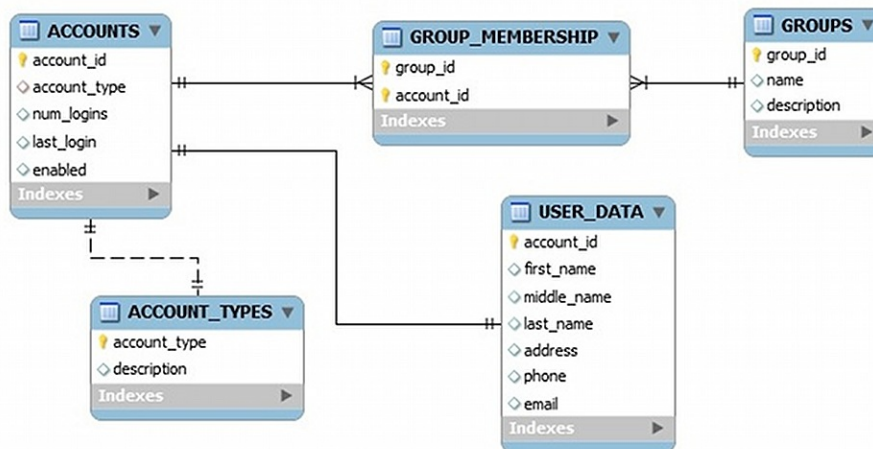 ACCOUNTS
account_id
account_type
num_logins
last_login
enabled
Indexes
GROUP_MEMBERSHIP
group_id
account_id
Indexes
GROUPS
group_id
name
description
Indexes
ACCOUNT_TYPES
account_type
description
Indexes
USER_DATA
account_id
first_name
middle_name
last_name
address
phone
email
Indexes